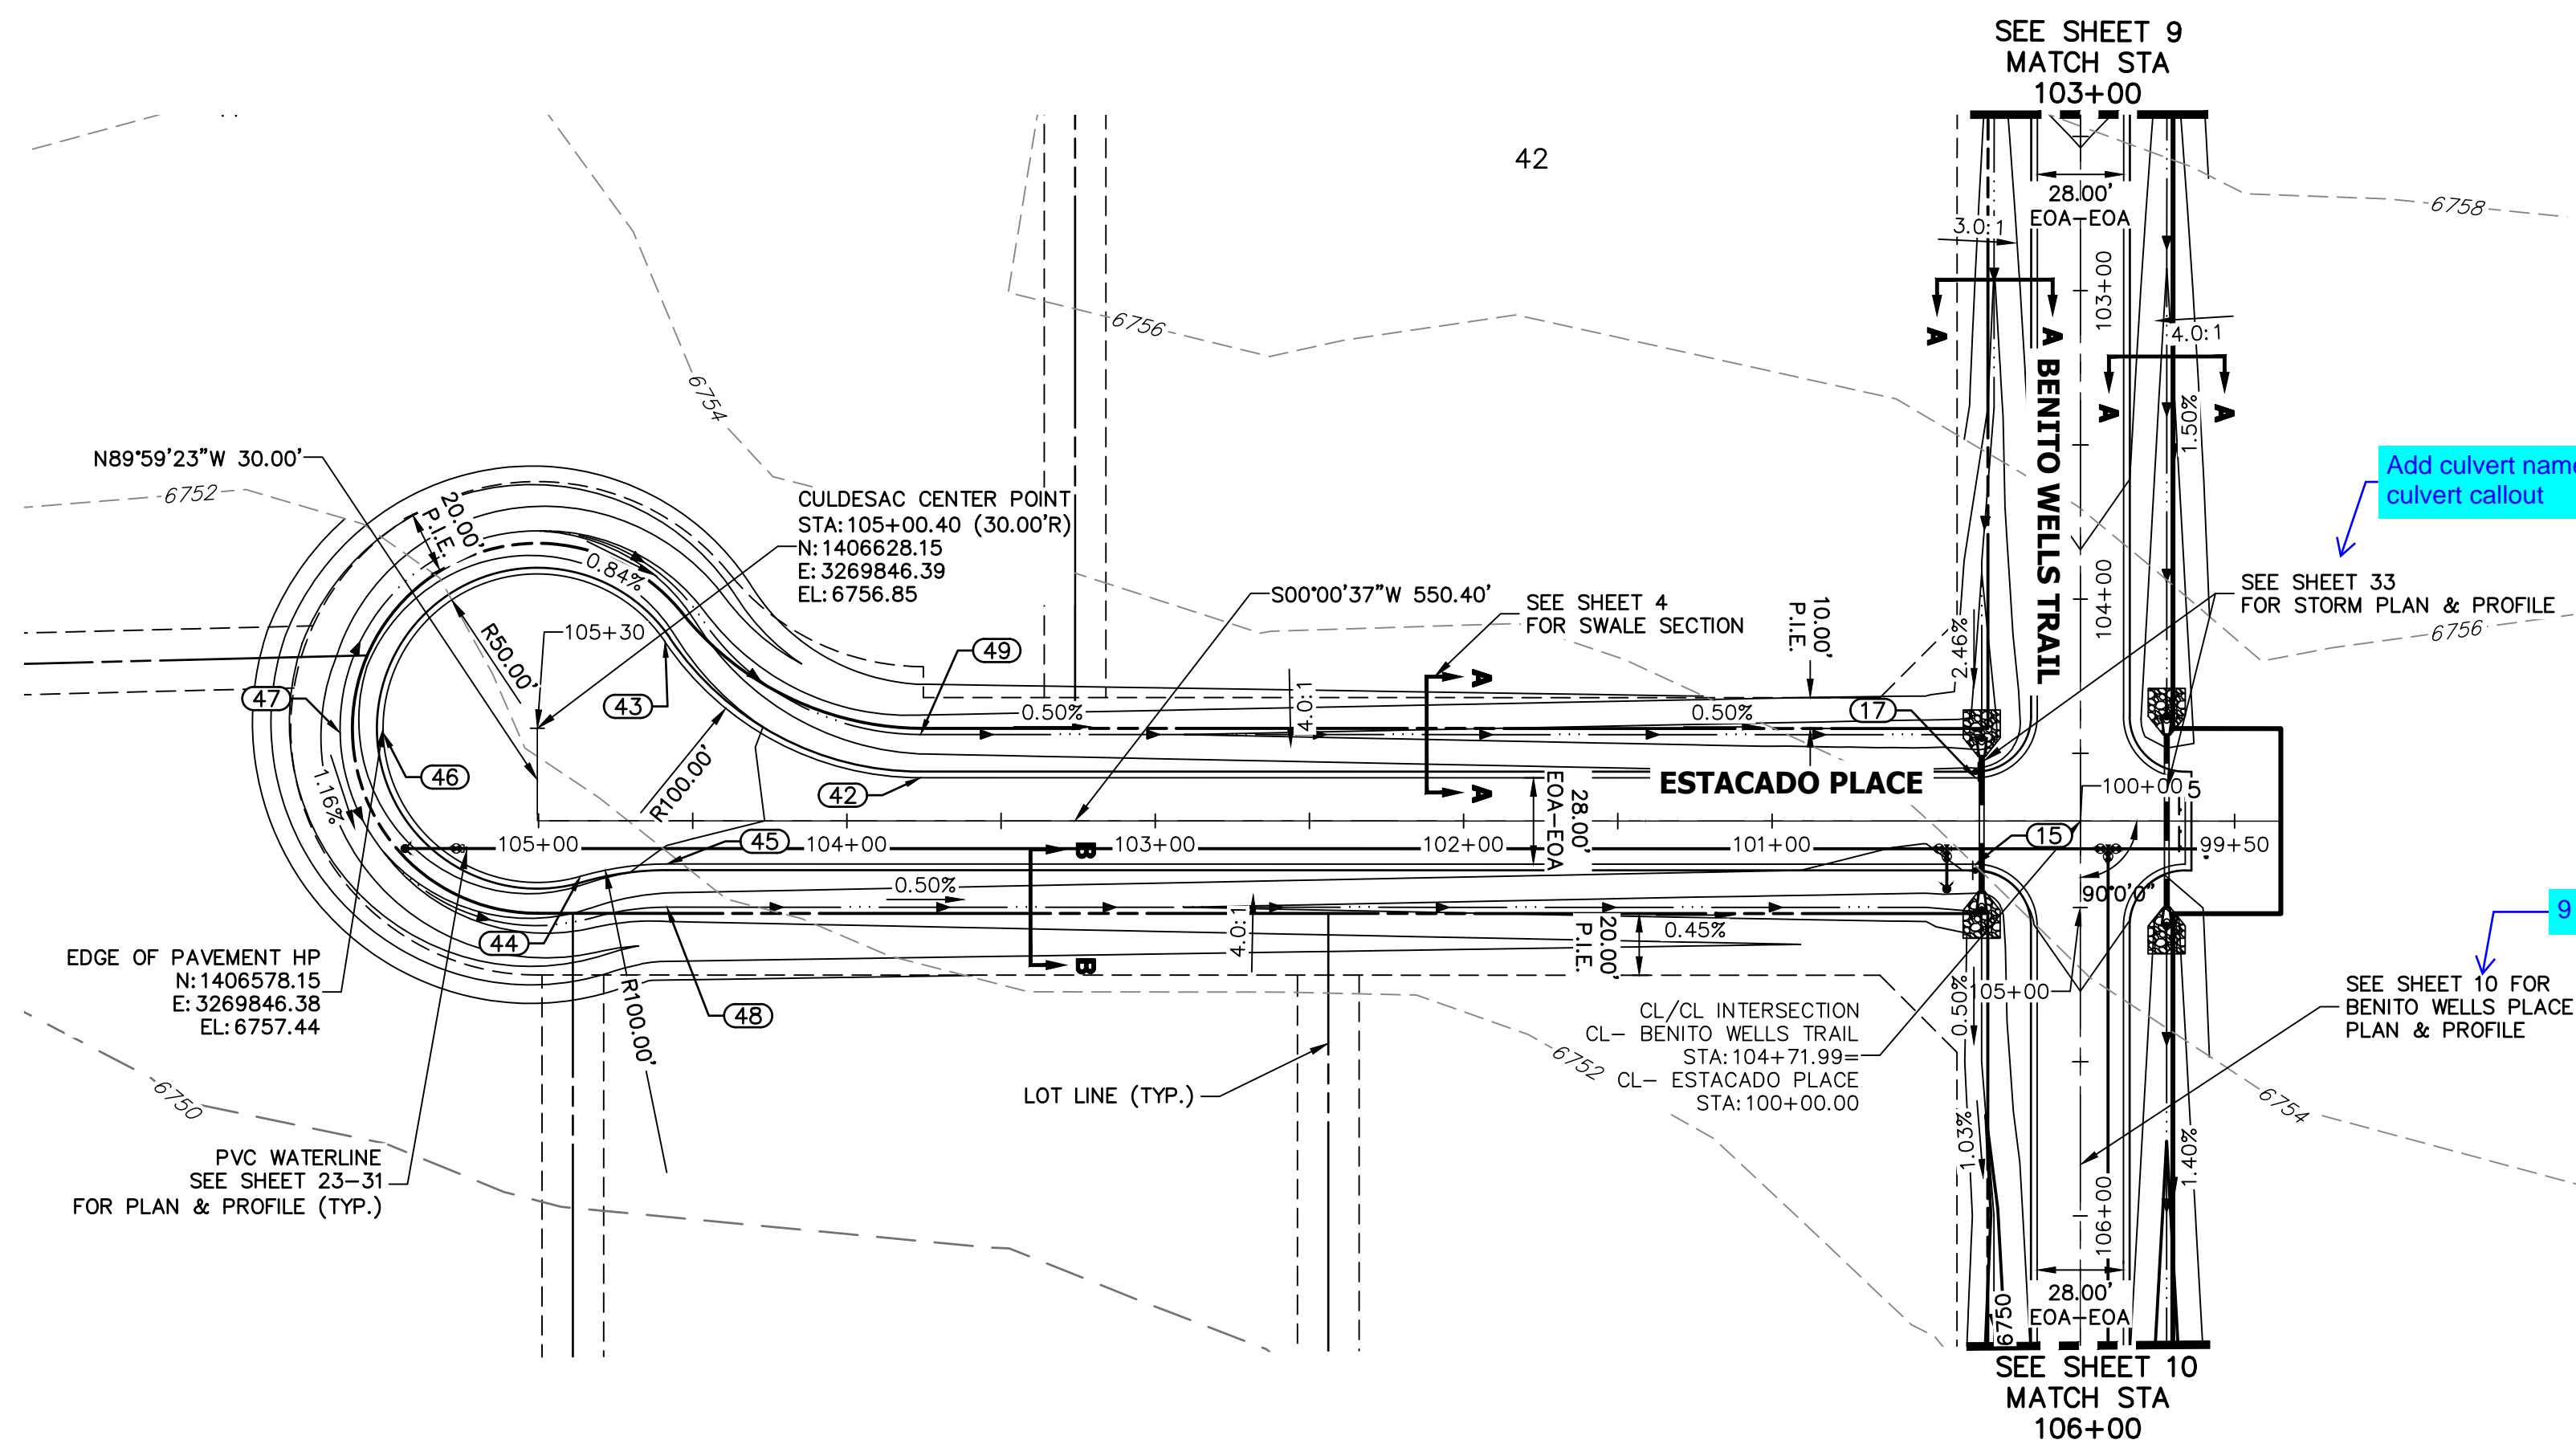 SEE SHEET 9
MATCH STA
103+00
42
6758
28.00'
EOA-EOA
3.0:1
103+00
6756
4.0:1
A
A
A
A
BENITO WELLS TRAIL
1.50%
6754
N89°59'23"W 30.00'
6752
20.00'
P.I.E.
CULDESAC CENTER POINT
STA:105+00.40 (30.00'R)
N:1406628.15
E:3269846.39
EL:6756.85
0.84%
Add culvert name
culvert callout
104+00
SEE SHEET 33
FOR STORM PLAN & PROFILE
6756
S00°00'37"W 550.40'
SEE SHEET 4
FOR SWALE SECTION
10.00'
P.I.E.
2.46%
105+30
R50.00'
49
47
43
A
4.0:1
0.50%
0.50%
17
46
1.16%
R100.00'
42
A
ESTACADO PLACE
28.00'
EOA-EOA
100+00
5
105+00
45
104+00
B
103+00
102+00
101+00
15
99+50
0.50%
90°0'0"
9
44
4.0:1
20.00'
P.I.E.
0.45%
B
EDGE OF PAVEMENT HP
N:1406578.15
E:3269846.38
EL:6757.44
R100.00'
48
0.50%
105+00
SEE SHEET 10 FOR
BENITO WELLS PLACE
PLAN & PROFILE
CL/CL INTERSECTION
CL- BENITO WELLS TRAIL
STA:104+71.99=
CL- ESTACADO PLACE
STA:100+00.00
6752
6750
LOT LINE (TYP.)
6754
1.03%
1.40%
PVC WATERLINE
SEE SHEET 23-31
FOR PLAN & PROFILE (TYP.)
106+00
6750
28.00'
EOA-EOA
SEE SHEET 10
MATCH STA
106+00